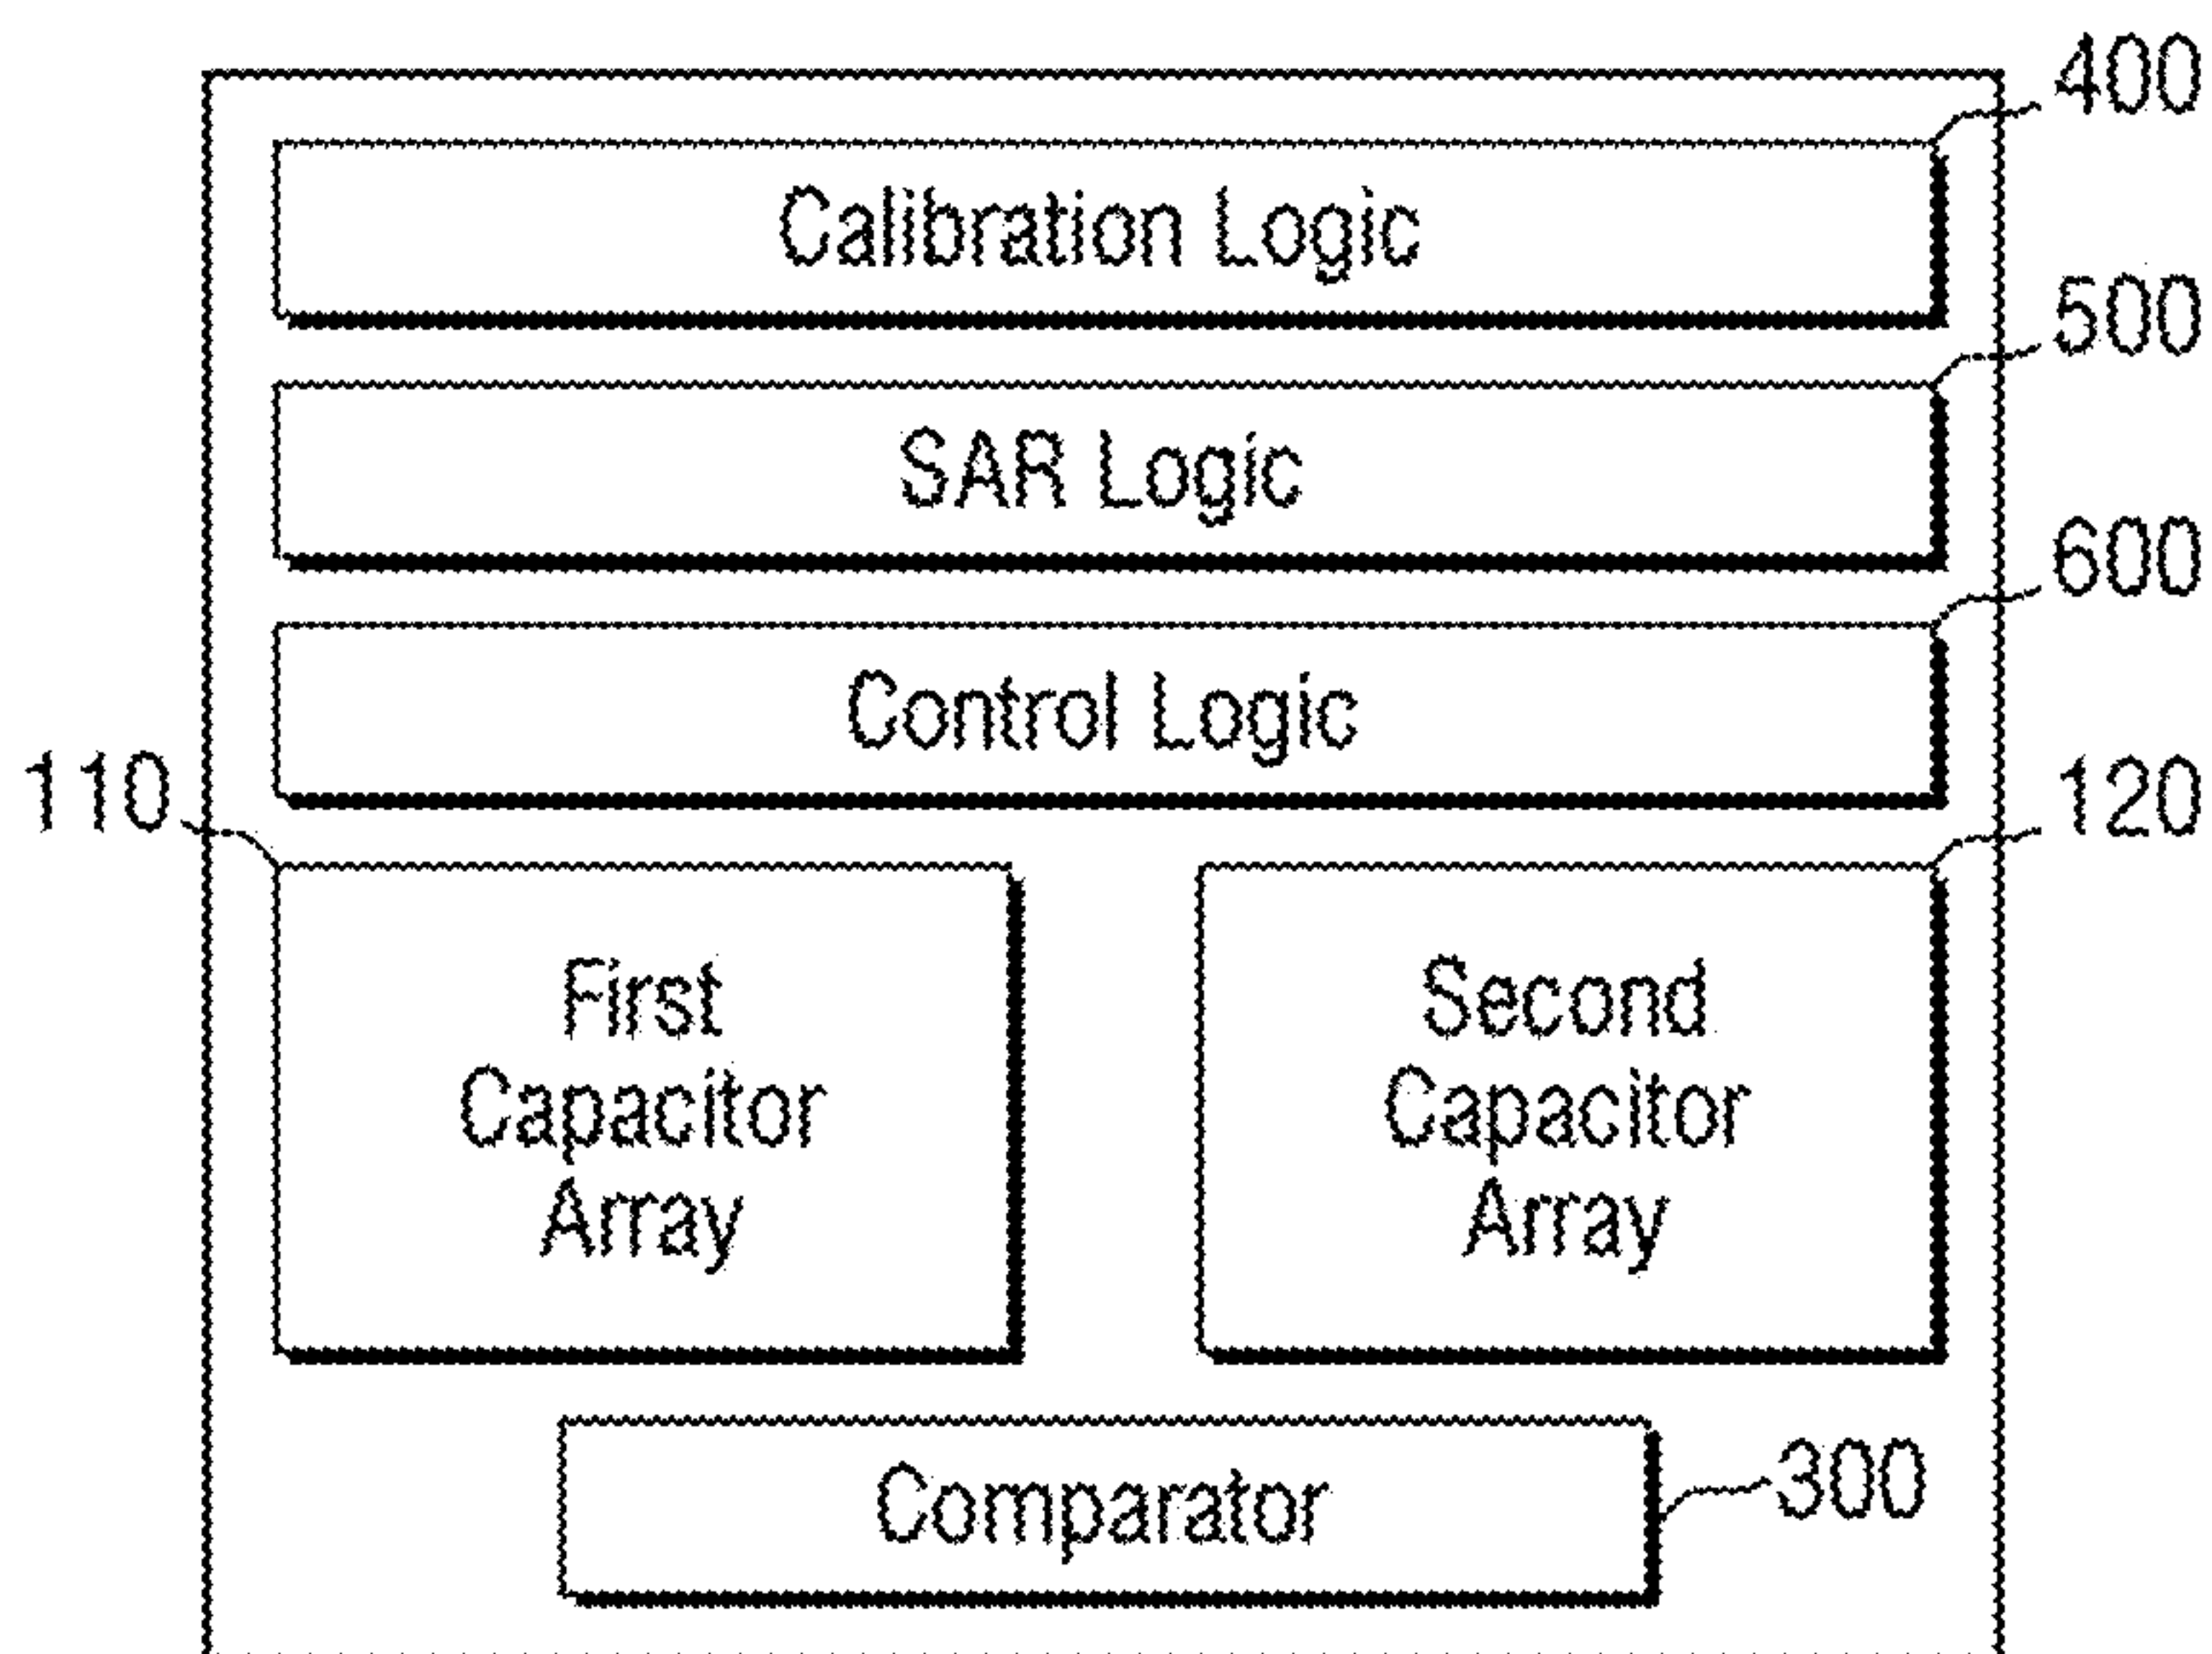 400
Calibration Logic
500
SAR Logic
600
Control Logic
110
120
First
Capacitor
Array
Second
Capacitor
Array
Comparator
300